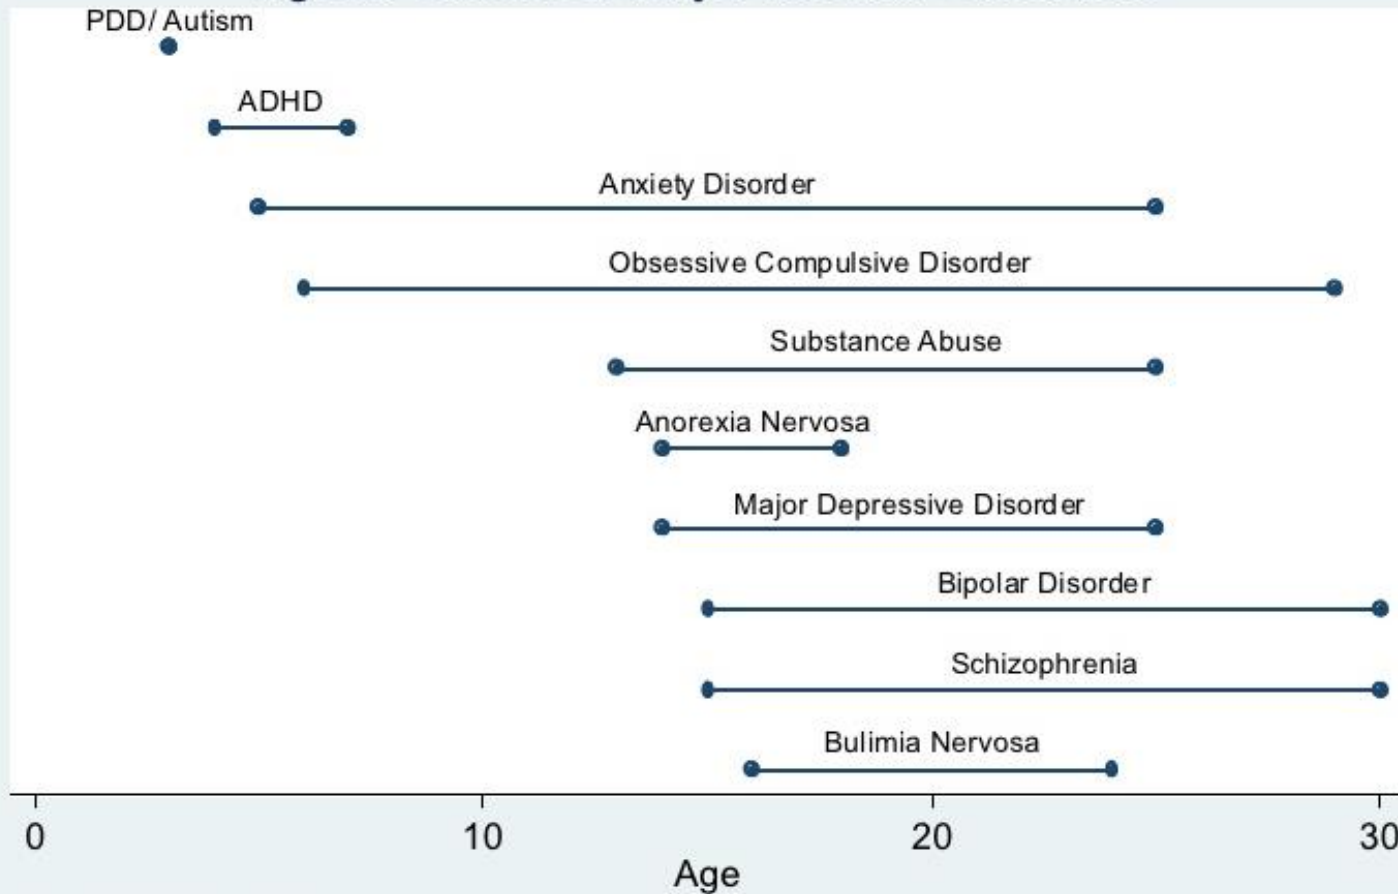 PDD/ Autism
ADHD
Anxiety Disorder
Obsessive Compulsive Disorder
Substance Abuse
Anorexia Nervosa
Major Depressive Disorder
Bipolar Disorder
Schizophrenia
Bulimia Nervosa
0 10 20 30
Age